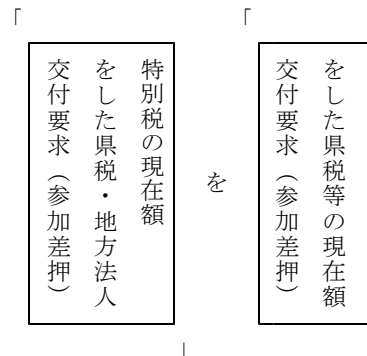 「
交付要求（参加差押）
をした県税等の現在額
を
「
交付要求（参加差押）
をした県税・地方法人
特別税の現在額